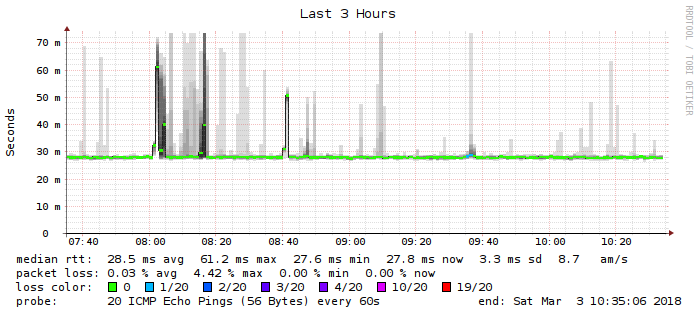 Last 3 Hours
RRDTOOL / TOBI OETIKER
Seconds
70 m
60 m
50 m
40 m
30 m
20 m
10 m
0
07:40 08:00 08:20 08:40 09:00 09:20 09:40 10:00 10:20
median rtt: 28.5 ms avg 61.2 ms max 27.6 ms min 27.8 ms now 3.3 ms sd 8.7 am/s
packet loss: 0.03 % avg 4.42 % max 0.00 % min 0.00 % now
loss color: 0 1/20 2/20 3/20 4/20 10/20 19/20
probe: 20 ICMP Echo Pings (56 Bytes) every 60s end: Sat Mar 3 10:35:06 2018